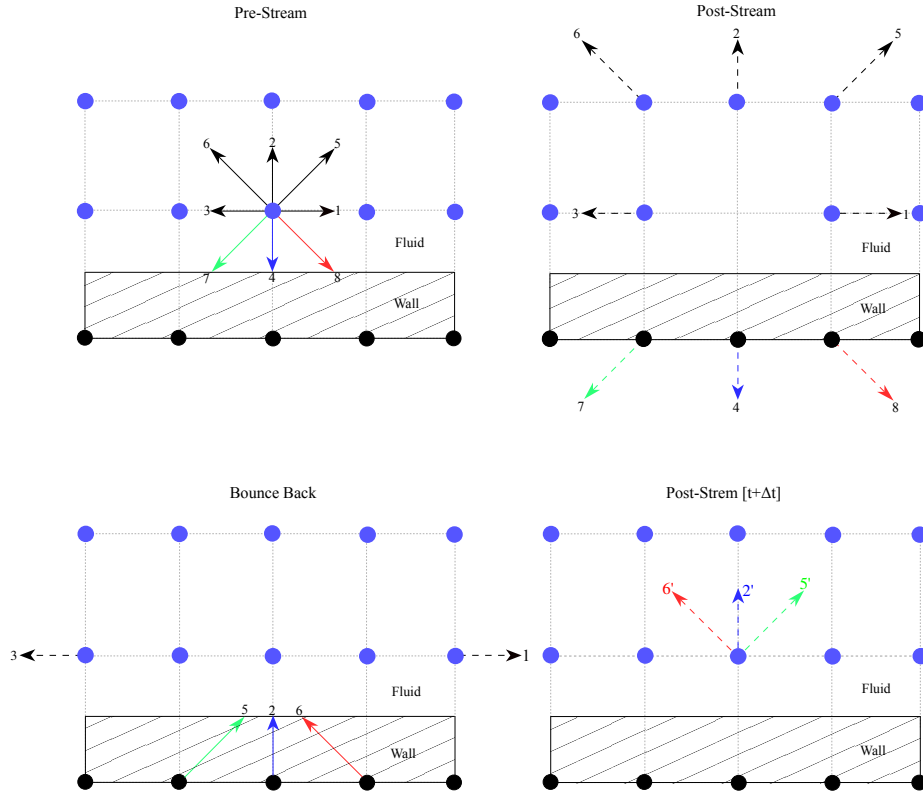 Pre-Stream
6
2
5
3
1
7
4
8
Fluid
Wall
Post-Stream
6
2
5
3
1
Fluid
Wall
7
4
8
Bounce Back
3
1
Fluid
5
2
6
Wall
Post-Strem [t+Δt]
6'
2'
5'
Fluid
Wall